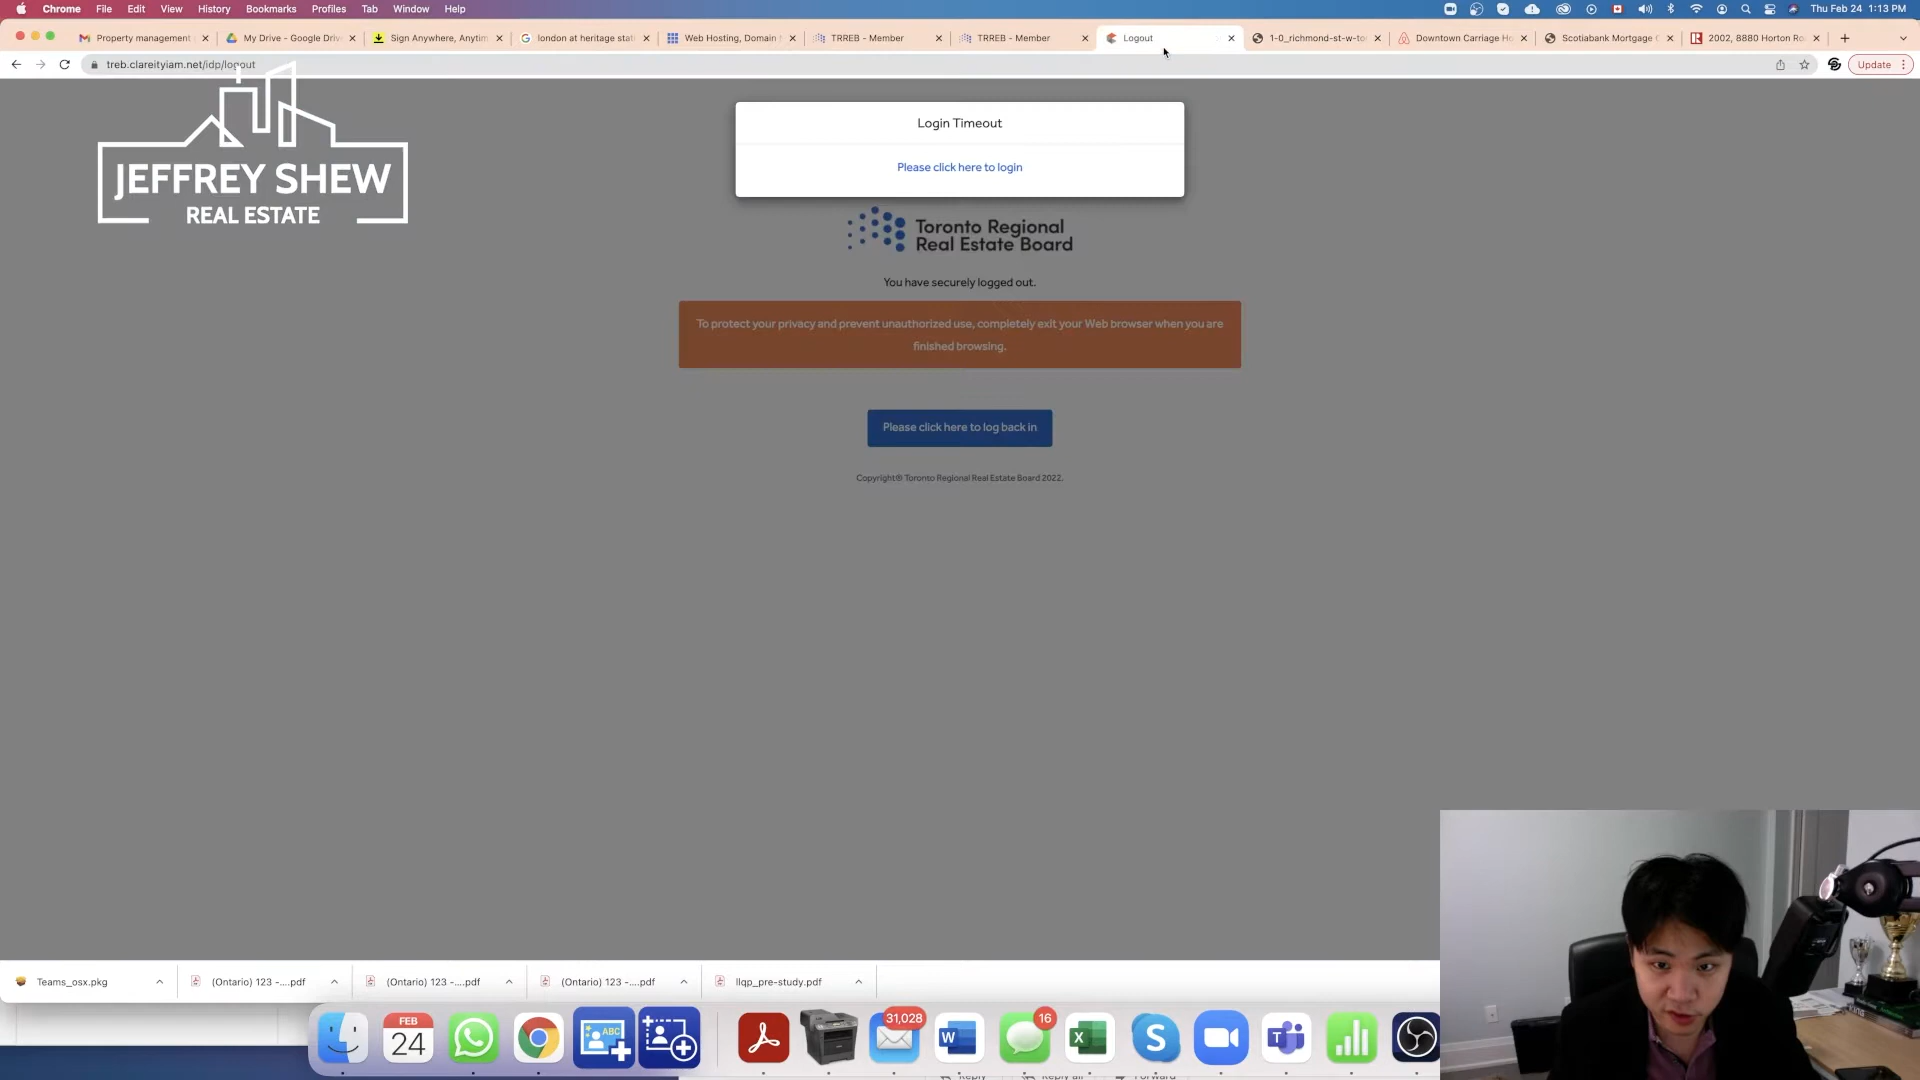 Chrome File Edit View History Bookmarks Profiles Tab Window Help
Thu Feb 24 1:13 PM
Property management
My Drive - Google Driv
Sign Anywhere, Anytim
london at heritage stati
Web Hosting, Domain
TRREB - Member
TRREB - Member
Logout
1-0_richmond-st-w-to
Downtown Carriage Ho
Scotiabank Mortgage
2002, 8880 Horton Ro
treb.clareityiam.net/idp/logout
Update
JEFFREY SHEW
REAL ESTATE
Login Timeout
Please click here to login
Toronto Regional
Real Estate Board
You have securely logged out.
To protect your privacy and prevent unauthorized use, completely exit your Web browser when you are
finished browsing.
Please click here to log back in
Copyright® Toronto Regional Real Estate Board 2022.
Teams_osx.pkg
(Ontario) 123 -....pdf
(Ontario) 123 -....pdf
(Ontario) 123 -....pdf
llqp_pre-study.pdf
FEB
24
ABC
31,028
16
W
X
S
T
Reply Reply all Forward